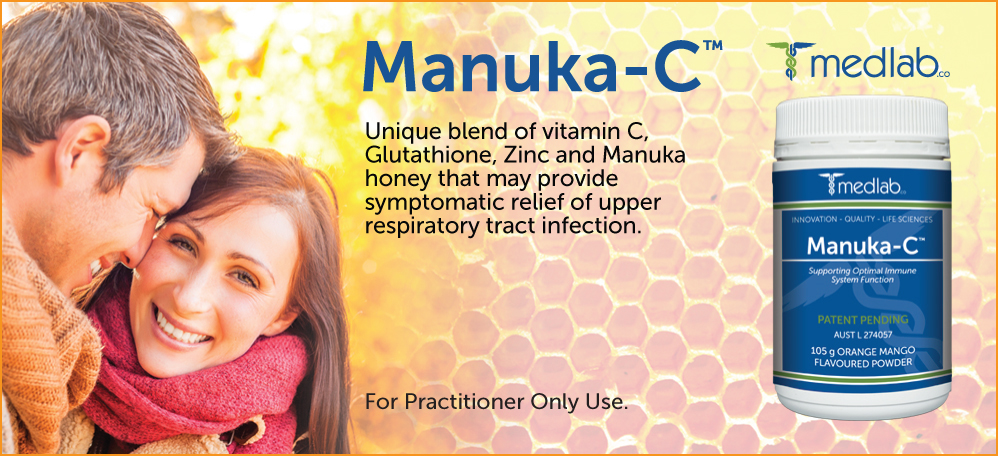 Manuka-C™
medlab.co
Unique blend of vitamin C,
Glutathione, Zinc and Manuka
honey that may provide
symptomatic relief of upper
respiratory tract infection.
For Practitioner Only Use.
medlab.co
INNOVATION - QUALITY - LIFE SCIENCES
Manuka-C™
Supporting Optimal Immune
System Function
PATENT PENDING
AUST L 274057
105 g ORANGE MANGO
FLAVOURED POWDER